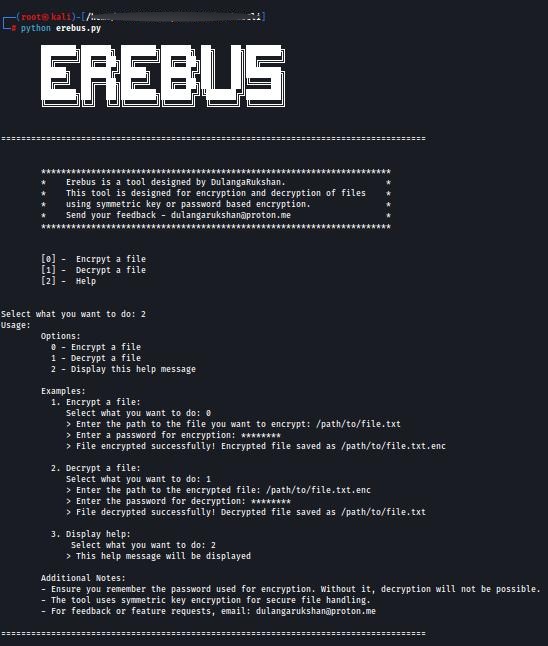 (root㉿kali)-[/home/ali]
# python erebus.py
EREBUS
=====================================================================================
**********************************************************************
* Erebus is a tool designed by DulangaRukshan. *
* This tool is designed for encryption and decryption of files *
* using symmetric key or password based encryption. *
* Send your feedback - dulangarukshan@proton.me *
**********************************************************************
[0] - Encrpyt a file
[1] - Decrypt a file
[2] - Help
Select what you want to do: 2
Usage:
Options:
0 - Encrypt a file
1 - Decrypt a file
2 - Display this help message
Examples:
1. Encrypt a file:
Select what you want to do: 0
> Enter the path to the file you want to encrypt: /path/to/file.txt
> Enter a password for encryption: ********
> File encrypted successfully! Encrypted file saved as /path/to/file.txt.enc
2. Decrypt a file:
Select what you want to do: 1
> Enter the path to the encrypted file: /path/to/file.txt.enc
> Enter the password for decryption: ********
> File decrypted successfully! Decrypted file saved as /path/to/file.txt
3. Display help:
Select what you want to do: 2
> This help message will be displayed
Additional Notes:
- Ensure you remember the password used for encryption. Without it, decryption will not be possible.
- The tool uses symmetric key encryption for secure file handling.
- For feedback or feature requests, email: dulangarukshan@proton.me
=====================================================================================